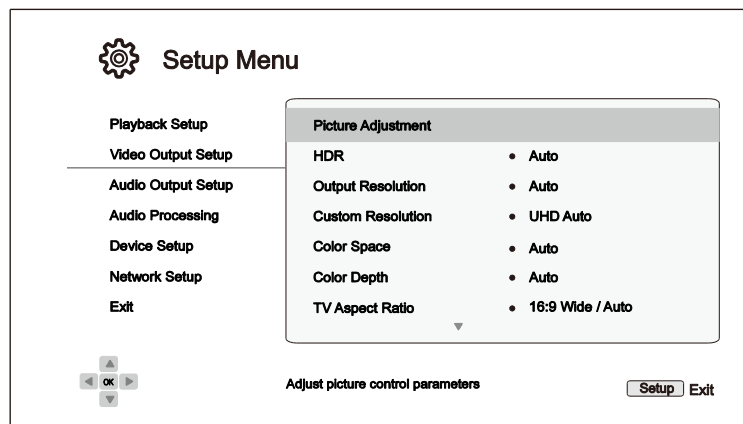 Setup Menu
Playback Setup
Video Output Setup
Audio Output Setup
Audio Processing
Device Setup
Network Setup
Exit
Picture Adjustment
HDR • Auto
Output Resolution • Auto
Custom Resolution • UHD Auto
Color Space • Auto
Color Depth • Auto
TV Aspect Ratio • 16:9 Wide / Auto
OK
Adjust picture control parameters
Setup Exit